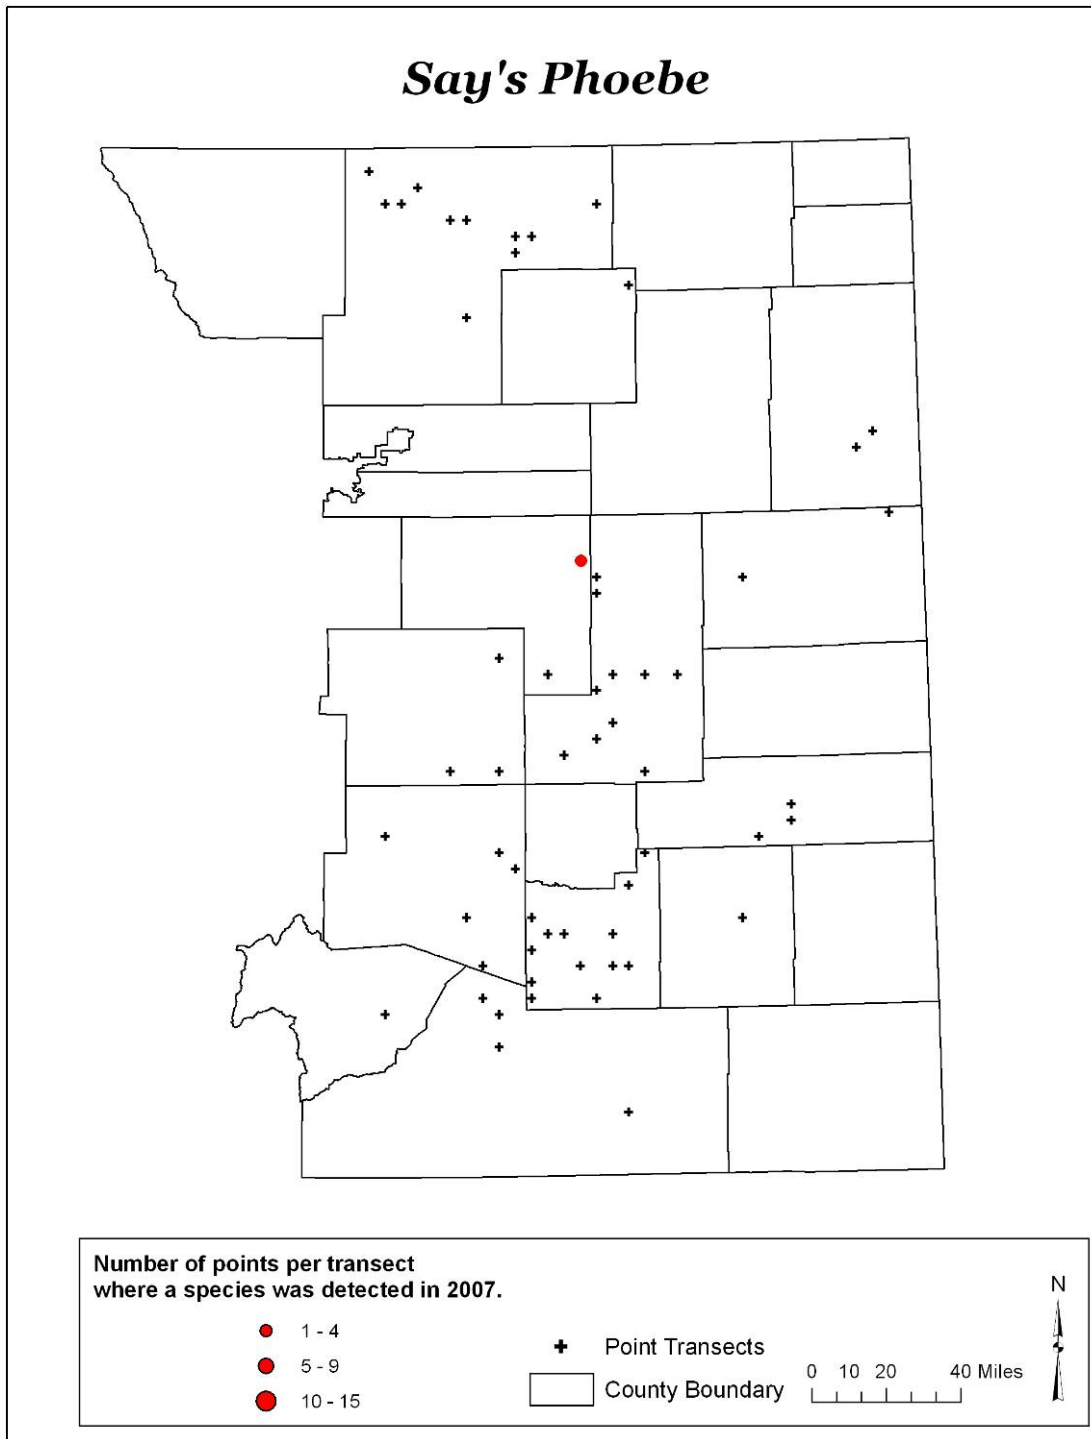 Say's Phoebe
Number of points per transect
where a species was detected in 2007.
1 - 4
5 - 9
10 - 15
Point Transects
County Boundary
N
0 10 20 40 Miles